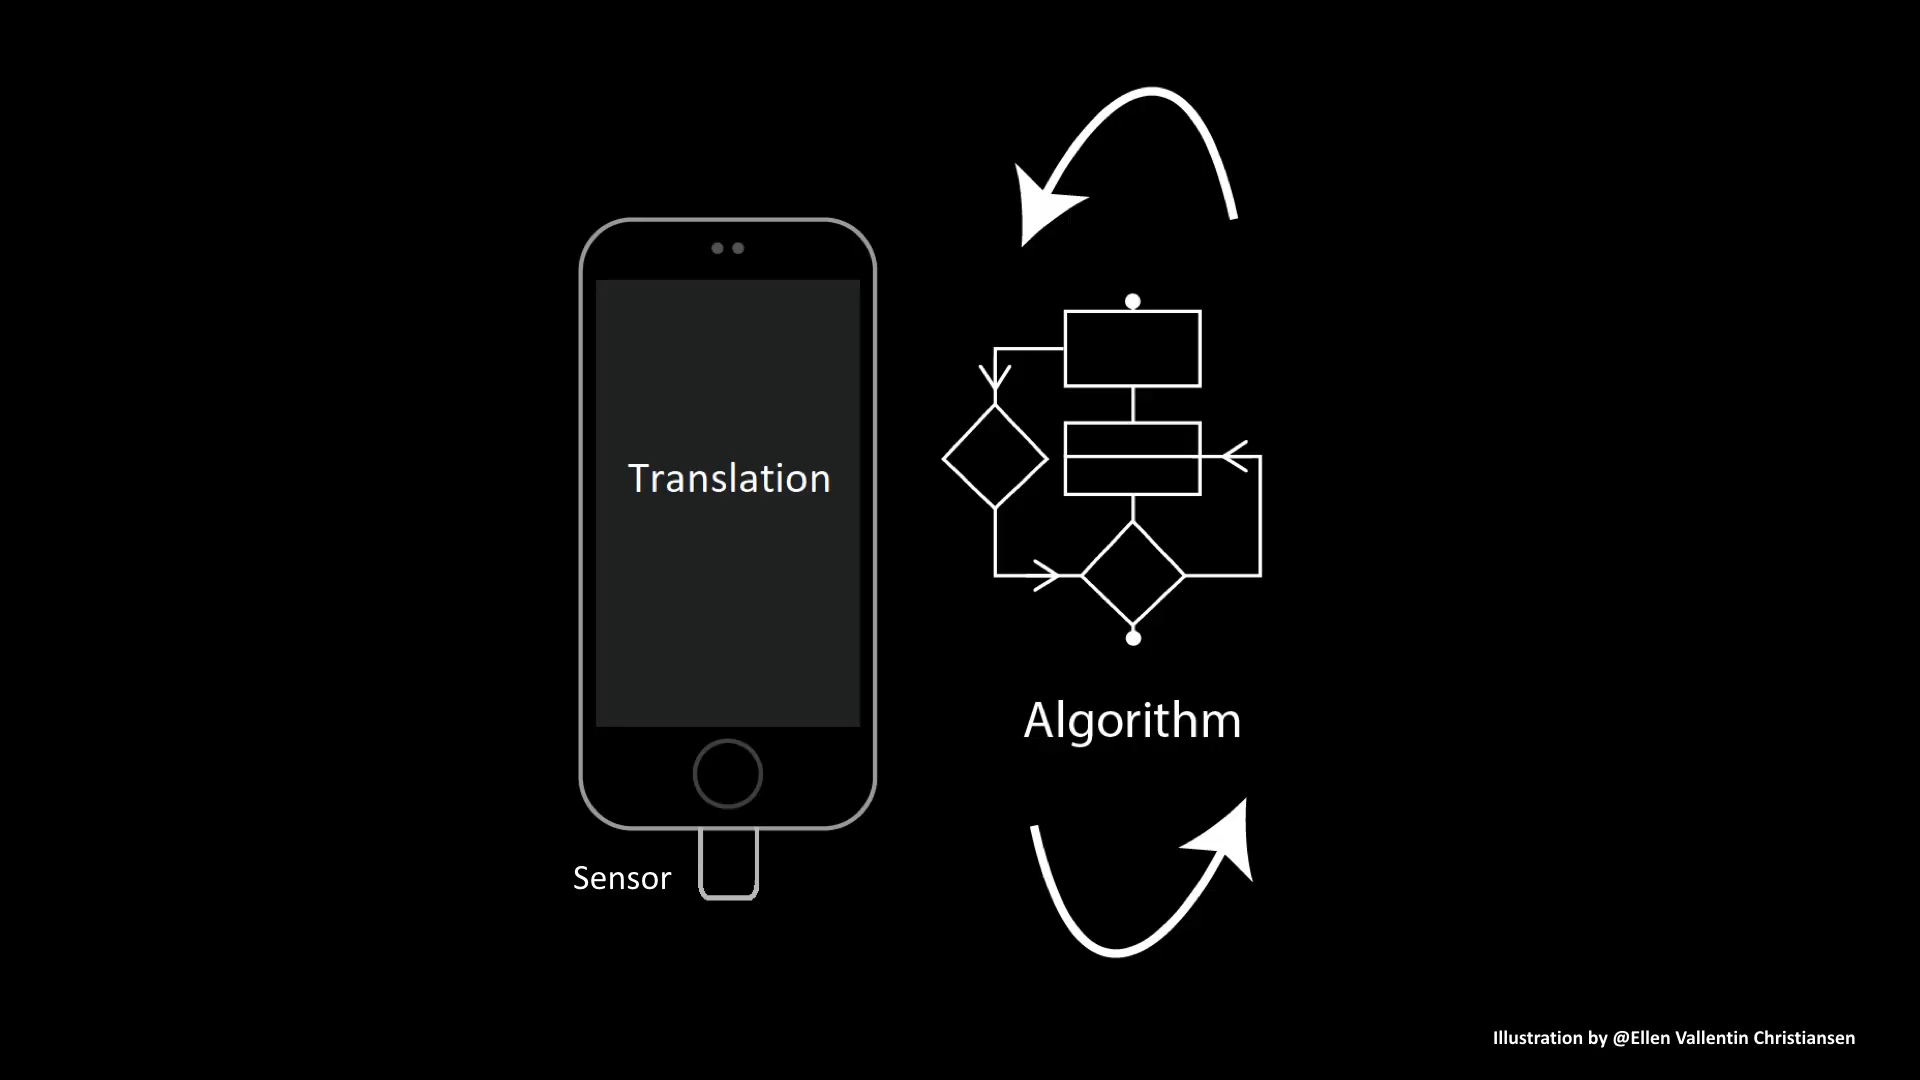 Translation
Algorithm
Sensor
Illustration by @Ellen Vallentin Christiansen